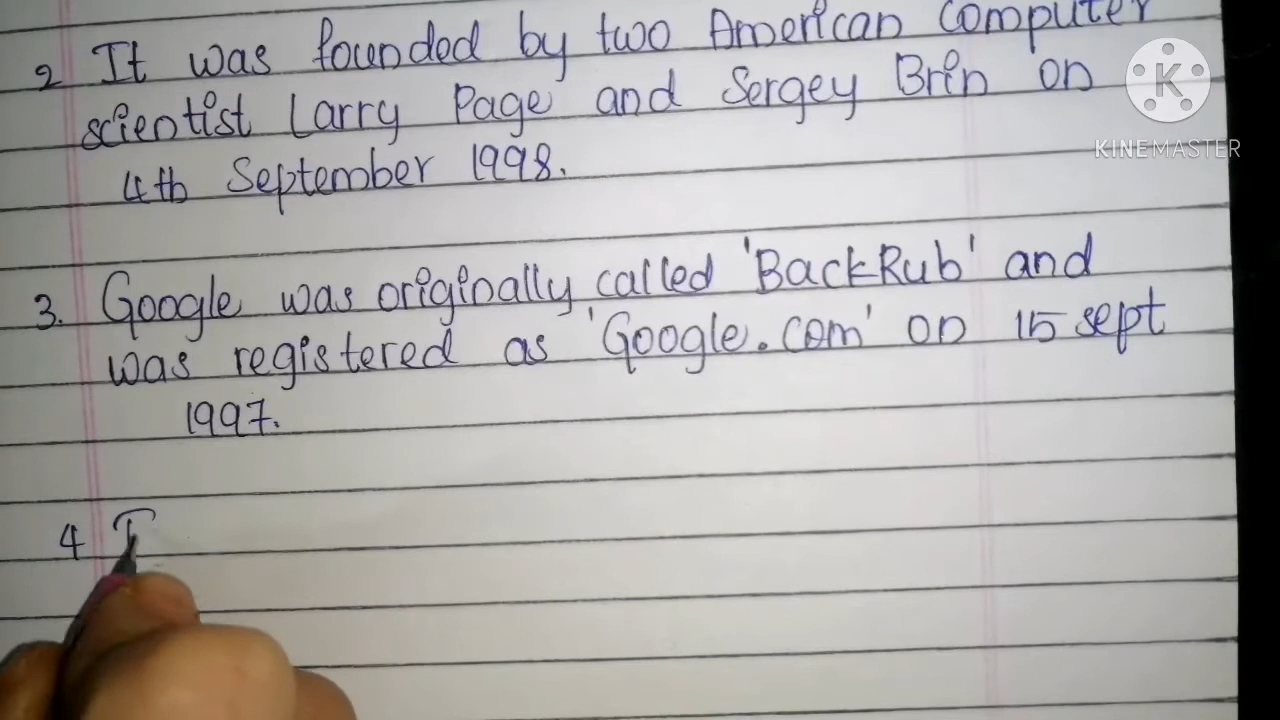 2 It was founded by two American Computer
scientist Larry Page and Sergey Brin on
4th September 1998.
3. Google was originally called 'BackRub' and
was registered as 'Google.com' on 15 sept
1997.
4
K
KINEMASTER